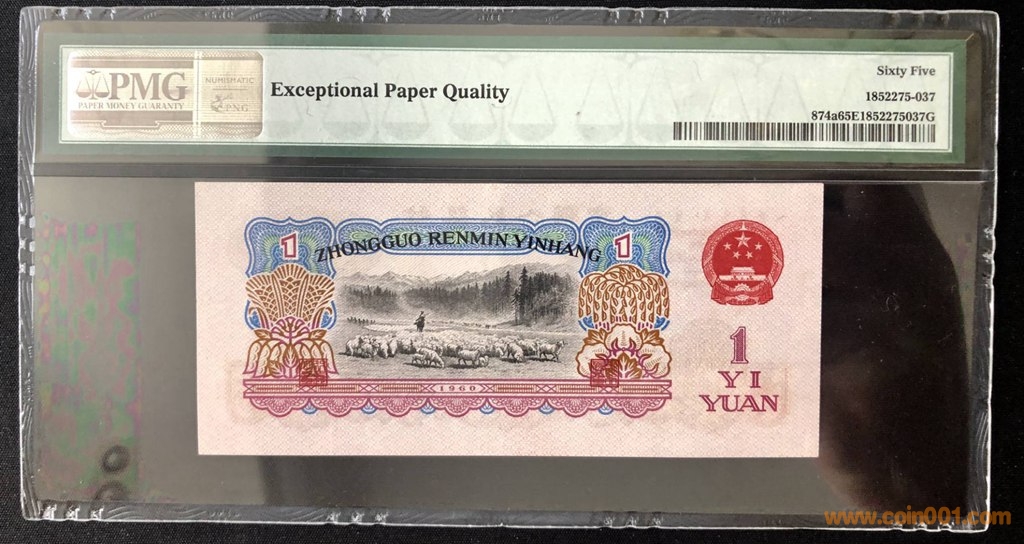 PMG
PAPER MONEY GUARANTY
NUMISMATIC
PNG
Exceptional Paper Quality
Sixty Five
1852275-037
874a65E1852275037G
1
ZHONGGUO RENMIN YINHANG
1
1960
1
YI
YUAN
www.coin001.com